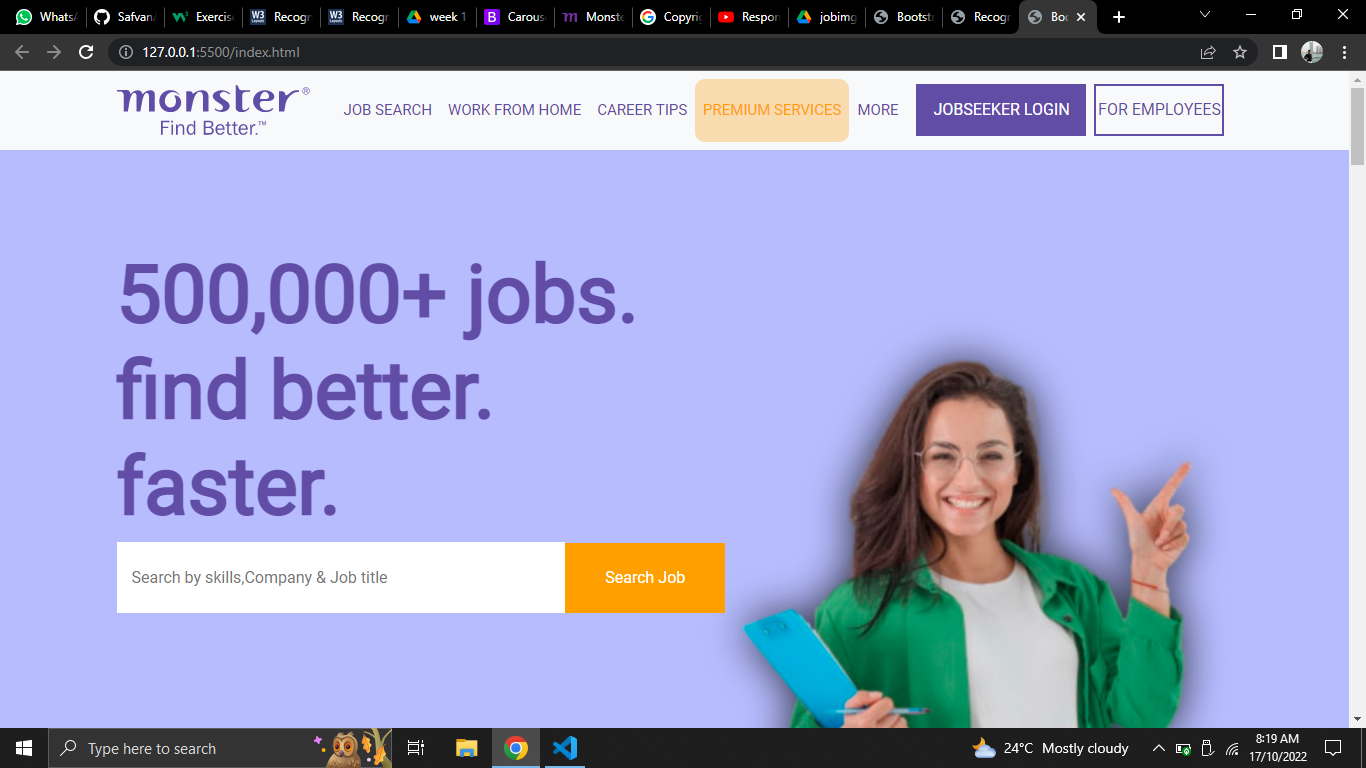 WhatsA
Safvan
Exercis
Recogn
Recogr
week 1
Carous
Monste
Copyri
Respon
jobimg
Bootst
Recogr
Boo
127.0.0.1:5500/index.html
monster®
Find Better.™
JOB SEARCH
WORK FROM HOME
CAREER TIPS
PREMIUM SERVICES
MORE
JOBSEEKER LOGIN
FOR EMPLOYEES
500,000+ jobs.
find better.
faster.
Search by skills,Company & Job title
Search Job
Type here to search
24°C Mostly cloudy
8:19 AM
17/10/2022